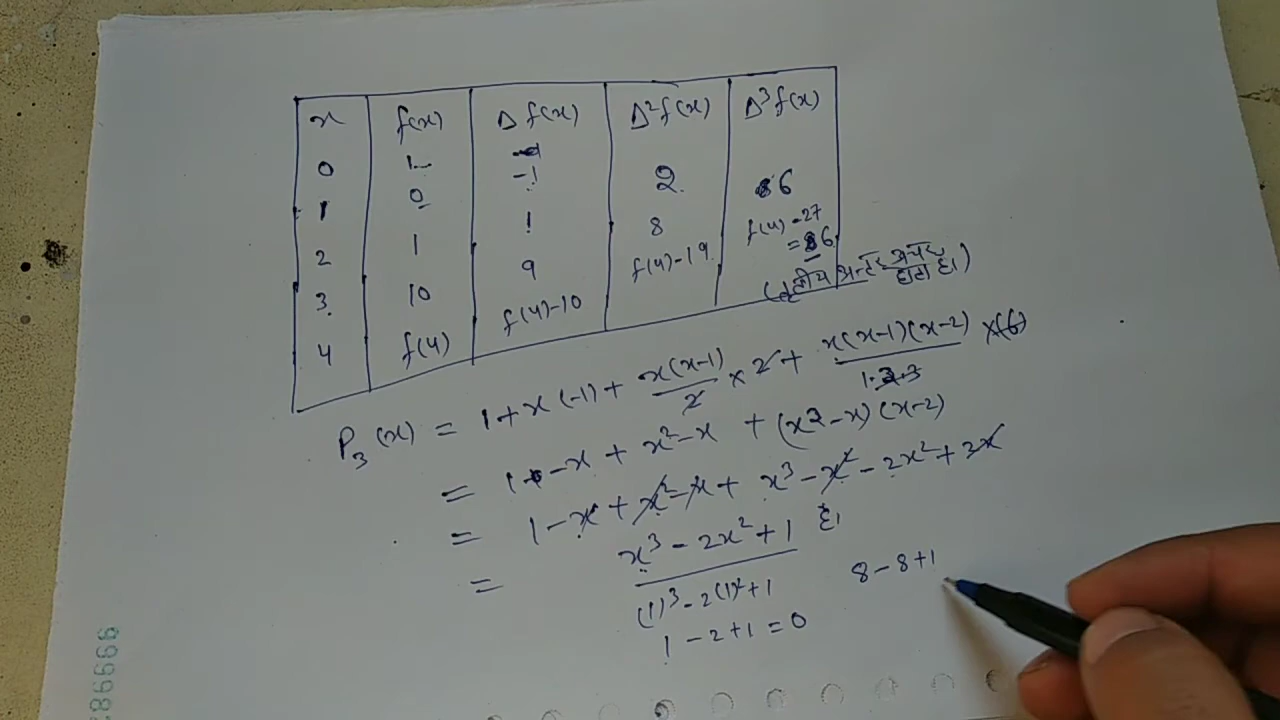 x f(x) Δ f(x) Δ²f(x) Δ³f(x)
0 1 -1 2 6
1 0 1 8 f(4)-27
= 6
2 1 9 f(4)-19
3 10 f(4)-10
4 f(4)
P₃(x) = 1+x(-1)+ x(x-1)/2 × 2 + x(x-1)(x-2)/1·2·3 ×(6)
= 1-x + x²-x + (x²-x)(x-2)
= 1-x + x²-x + x³-x²-2x²+2x
= x³-2x²+1 है।
(1)³-2(1)²+1
8-8+1
1-2+1=0
286666